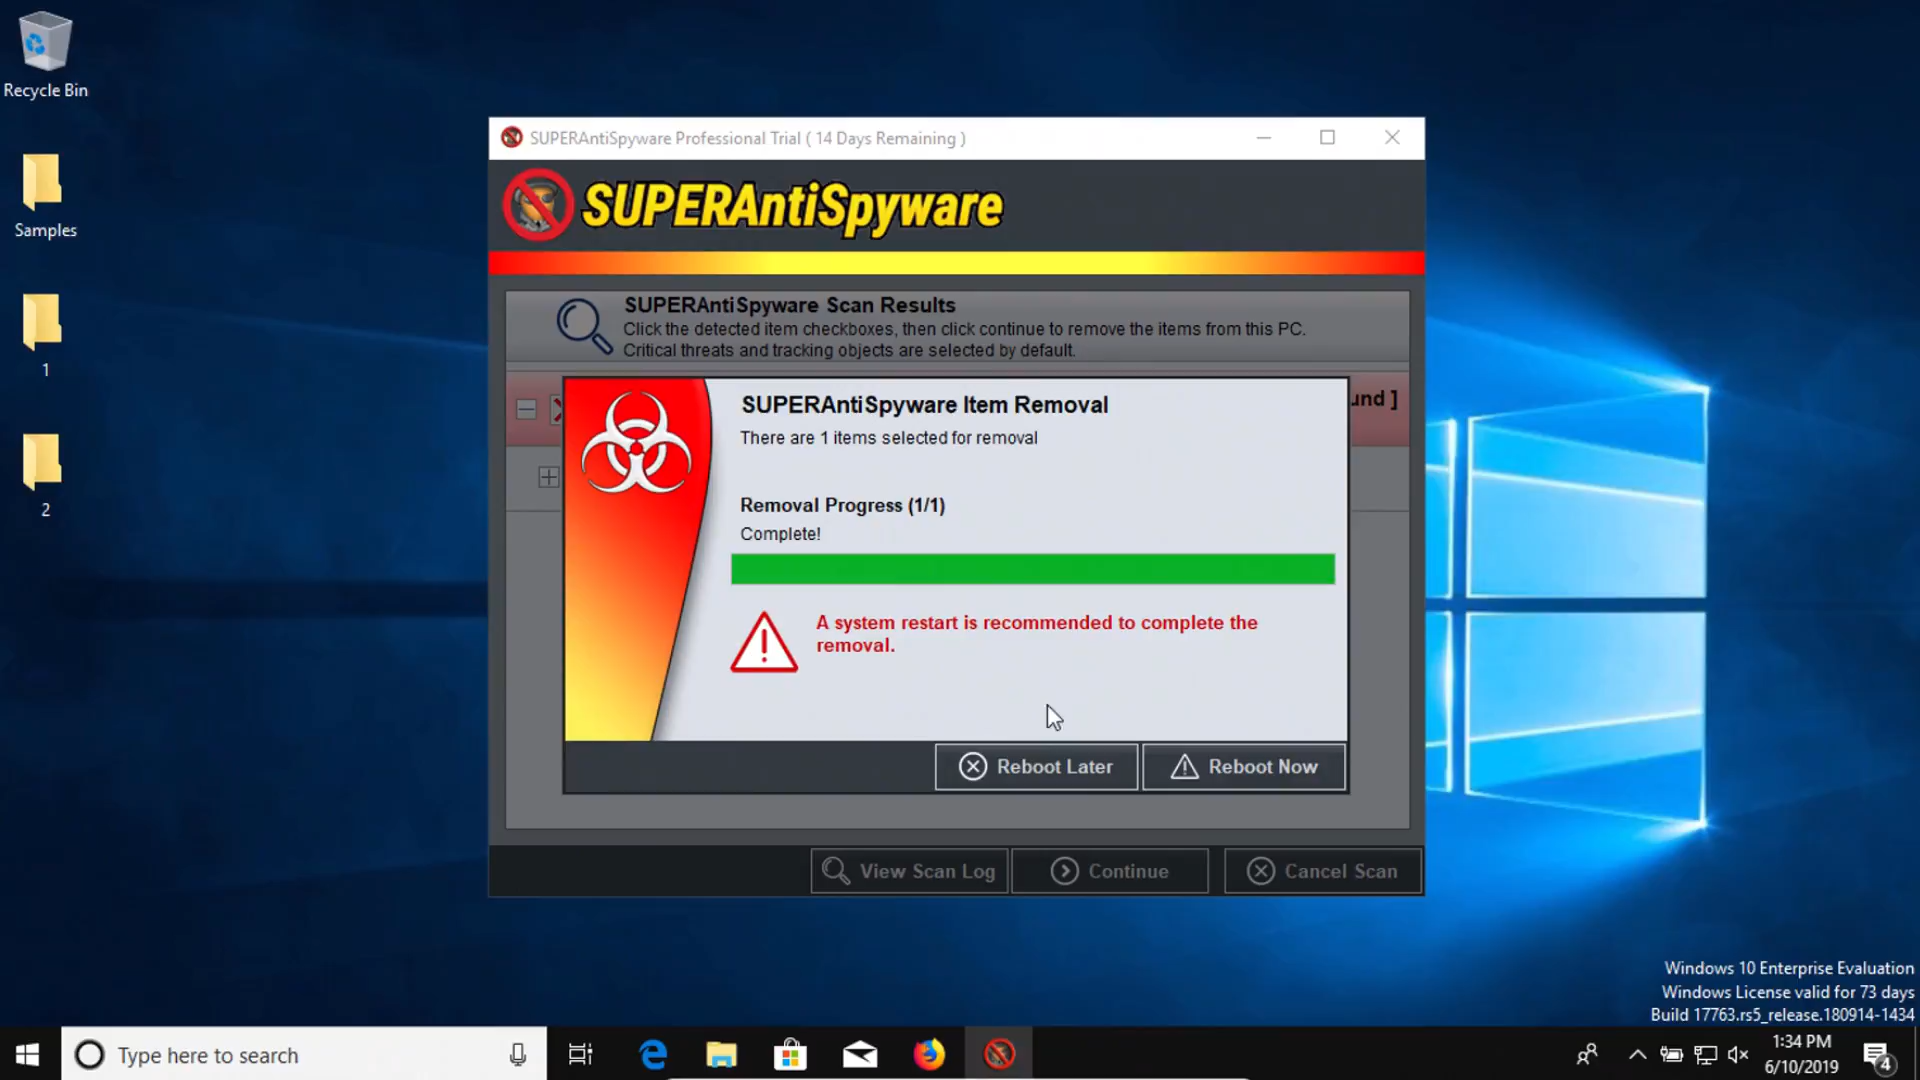 Recycle Bin
Samples
1
2
SUPERAntiSpyware Professional Trial ( 14 Days Remaining )
SUPERAntiSpyware
SUPERAntiSpyware Scan Results
Click the detected item checkboxes, then click continue to remove the items from this PC.
Critical threats and tracking objects are selected by default.
und ]
SUPERAntiSpyware Item Removal
There are 1 items selected for removal
Removal Progress (1/1)
Complete!
A system restart is recommended to complete the
removal.
Reboot Later
Reboot Now
View Scan Log
Continue
Cancel Scan
Windows 10 Enterprise Evaluation
Windows License valid for 73 days
Build 17763.rs5_release.180914-1434
Type here to search
1:34 PM
6/10/2019
4